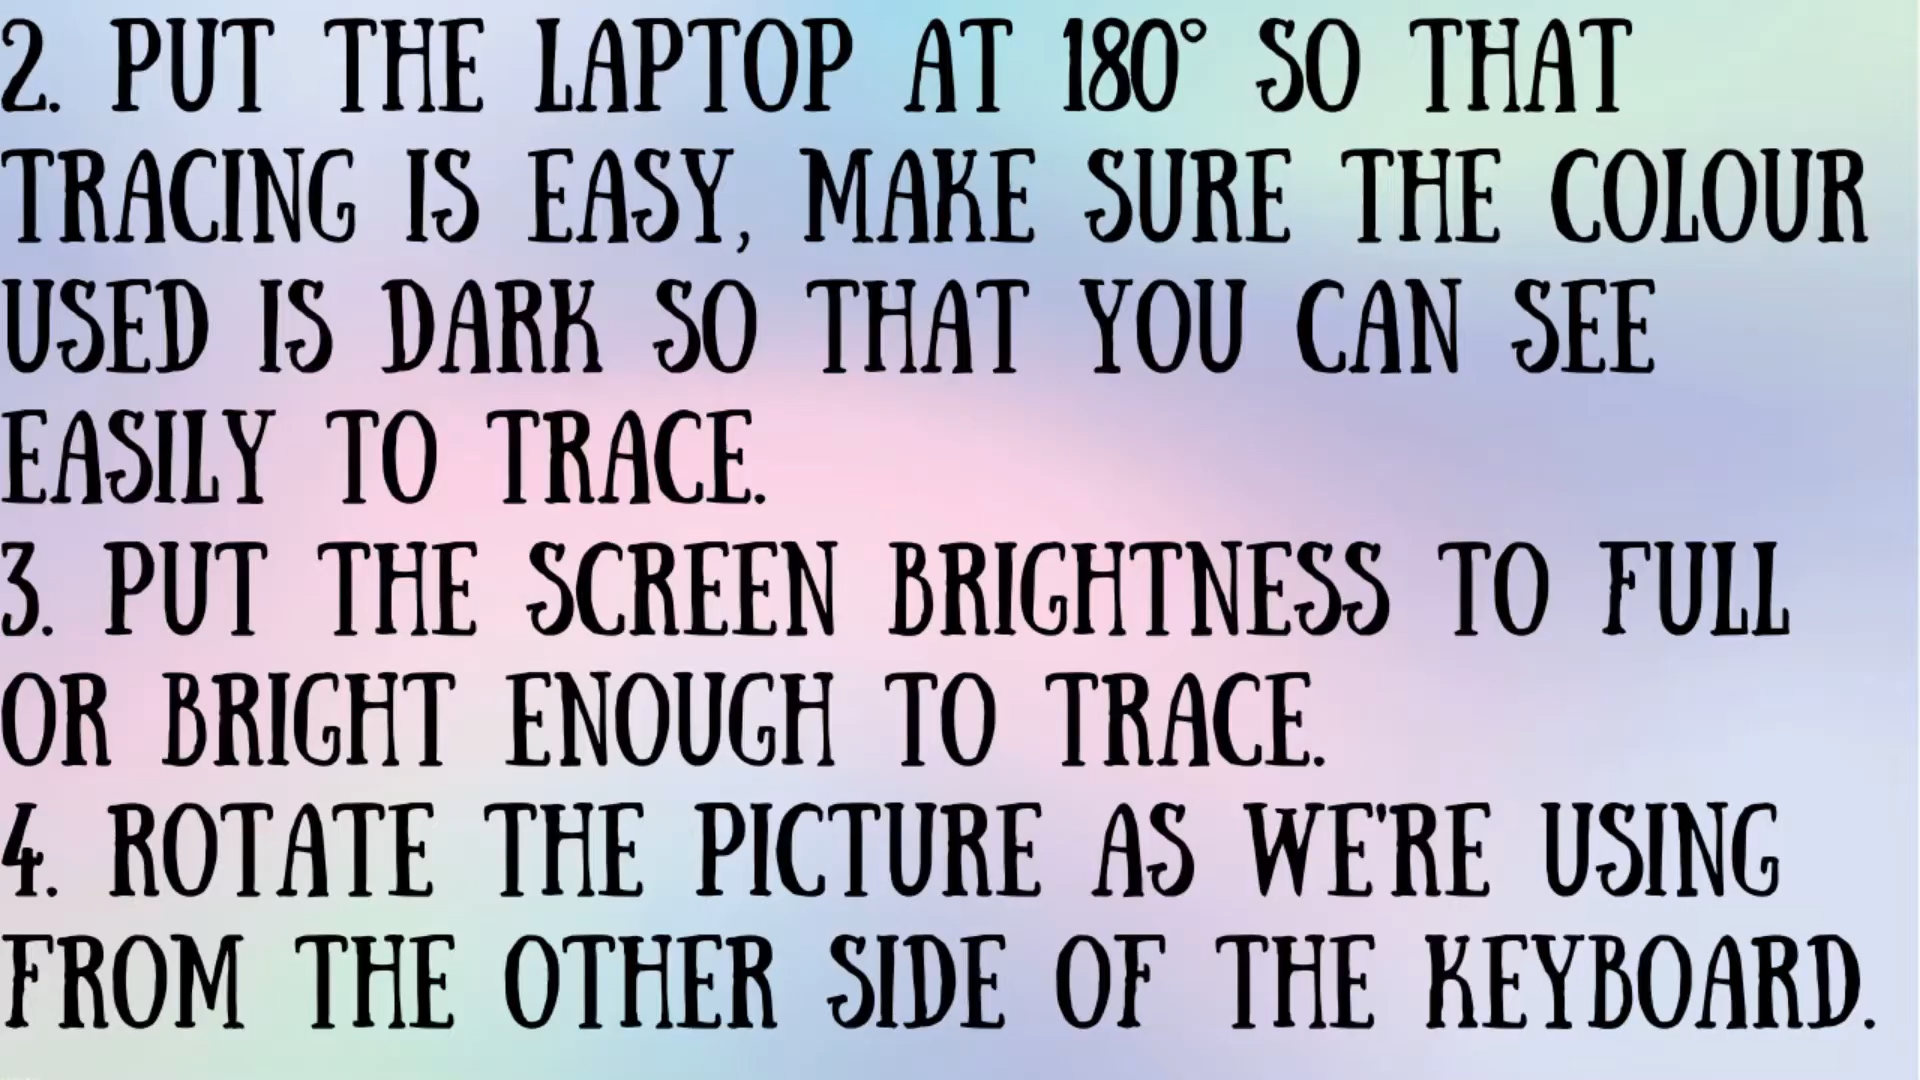 2. PUT THE LAPTOP AT 180° SO THAT
TRACING IS EASY, MAKE SURE THE COLOUR
USED IS DARK SO THAT YOU CAN SEE
EASILY TO TRACE.
3. PUT THE SCREEN BRIGHTNESS TO FULL
OR BRIGHT ENOUGH TO TRACE.
4. ROTATE THE PICTURE AS WE'RE USING
FROM THE OTHER SIDE OF THE KEYBOARD.